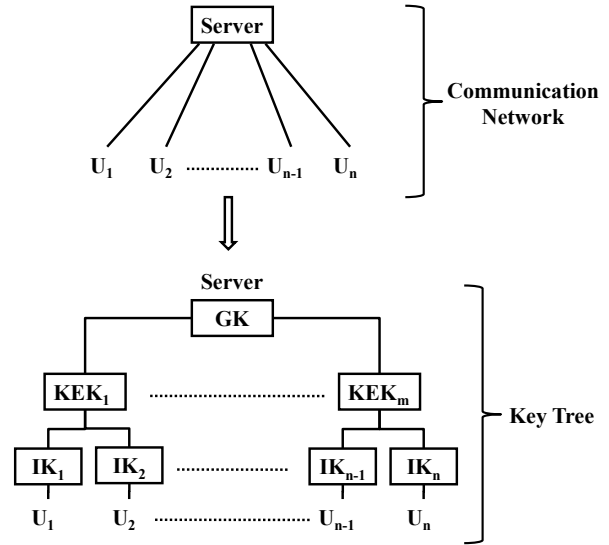 Server
Communication
Network
U₁ U₂ .................. Uₙ₋₁ Uₙ
Server
GK
KEK₁ .................. KEKₘ
Key Tree
IK₁ IK₂ .................. IKₙ₋₁ IKₙ
U₁ U₂ .................. Uₙ₋₁ Uₙ